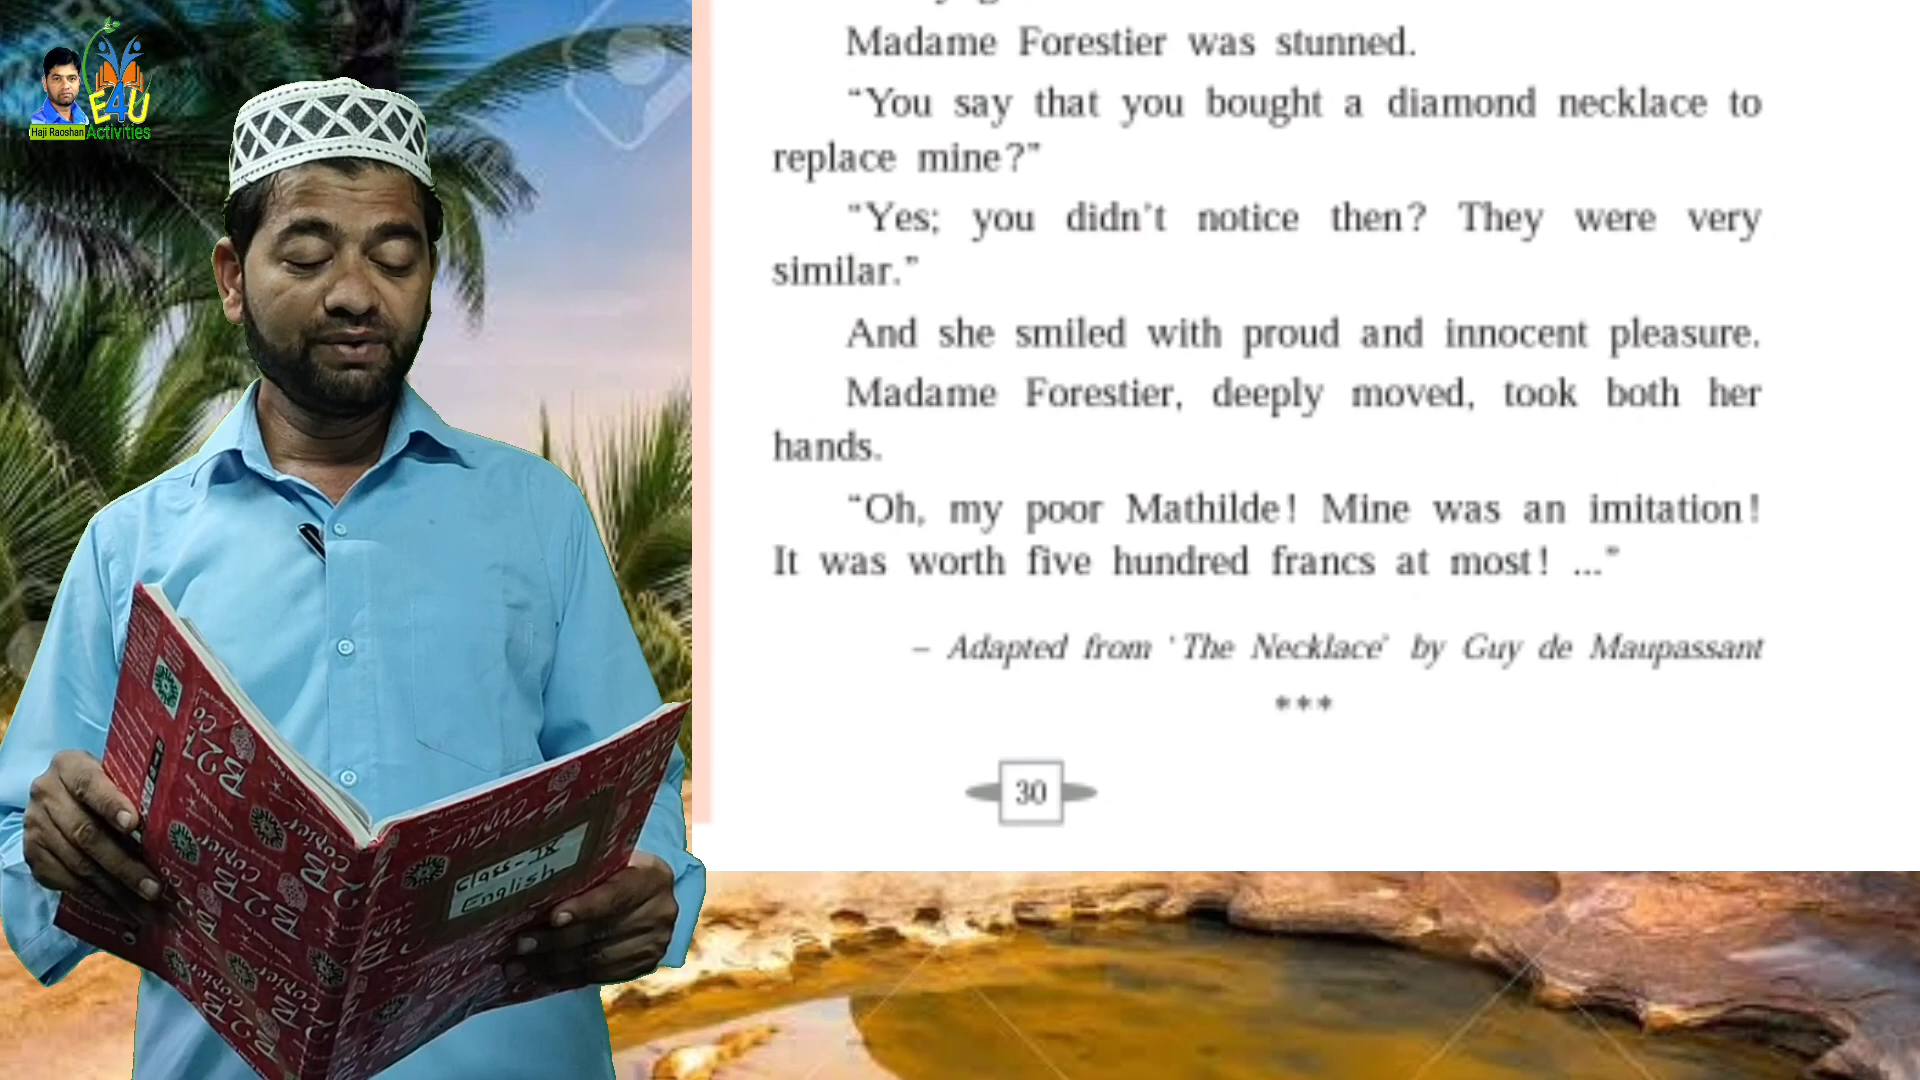 E4U
Haji Raoshan Activities
Madame Forestier was stunned.
“You say that you bought a diamond necklace to
replace mine?”
“Yes; you didn't notice then? They were very
similar.”
And she smiled with proud and innocent pleasure.
Madame Forestier, deeply moved, took both her
hands.
“Oh, my poor Mathilde! Mine was an imitation!
It was worth five hundred francs at most! ...”
– Adapted from ‘The Necklace’ by Guy de Maupassant
***
30
Class-IX
English